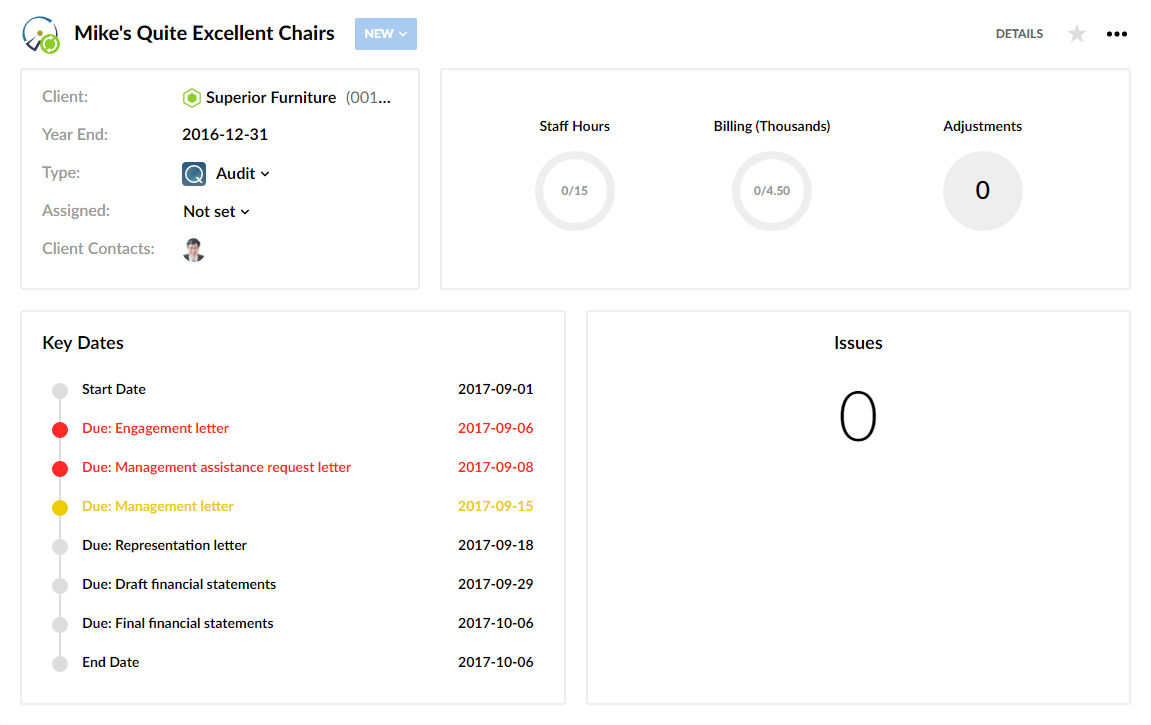 Mike's Quite Excellent Chairs NEW DETAILS
Client: Superior Furniture (001...
Year End: 2016-12-31
Type: Audit
Assigned: Not set
Client Contacts:
Staff Hours Billing (Thousands) Adjustments
0/15 0/4.50 0
Key Dates
Start Date 2017-09-01
Due: Engagement letter 2017-09-06
Due: Management assistance request letter 2017-09-08
Due: Management letter 2017-09-15
Due: Representation letter 2017-09-18
Due: Draft financial statements 2017-09-29
Due: Final financial statements 2017-10-06
End Date 2017-10-06
Issues
0